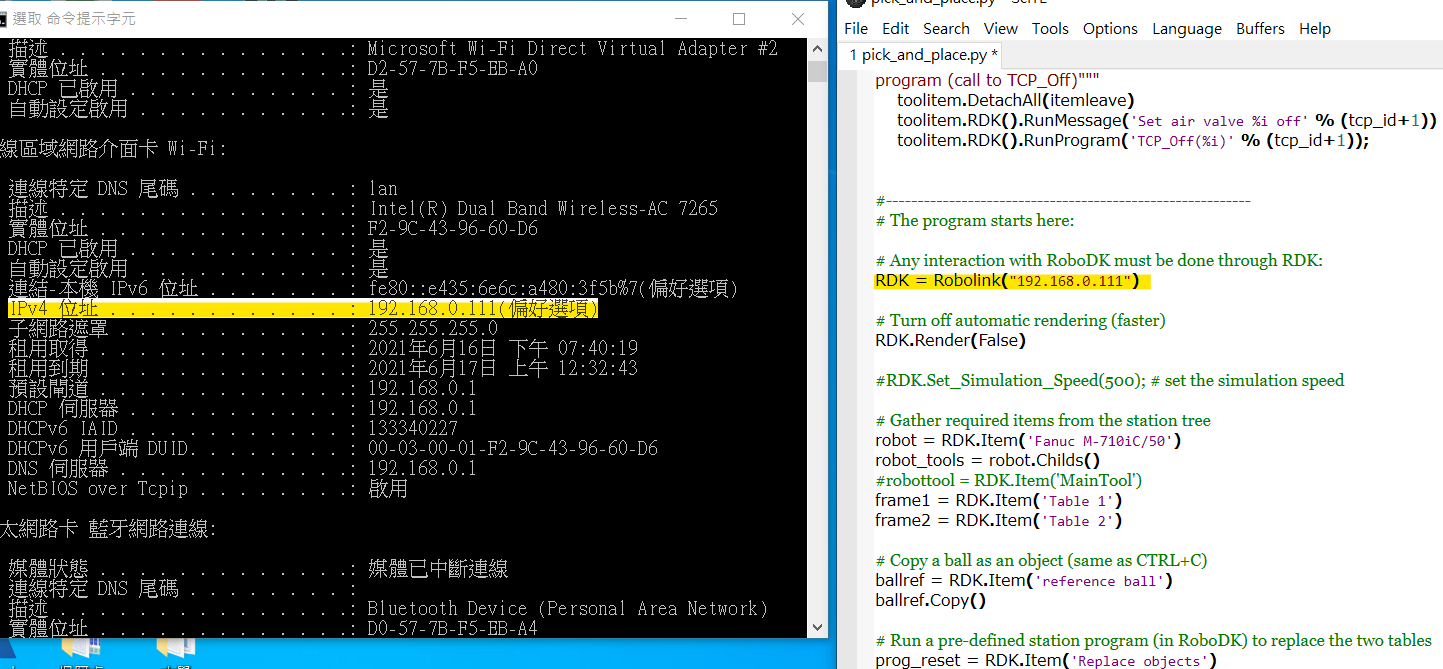 選取 命令提示字元
描述 . . . . . . . . . . . . . . .: Microsoft Wi-Fi Direct Virtual Adapter #2
實體位址 . . . . . . . . . . . . .: D2-57-7B-F5-EB-A0
DHCP 已啟用 . . . . . . . . . . . : 是
自動設定啟用 . . . . . . . . . . .: 是
線區域網路介面卡 Wi-Fi:
連線特定 DNS 尾碼 . . . . . . . . : lan
描述 . . . . . . . . . . . . . . .: Intel(R) Dual Band Wireless-AC 7265
實體位址 . . . . . . . . . . . . .: F2-9C-43-96-60-D6
DHCP 已啟用 . . . . . . . . . . . : 是
自動設定啟用 . . . . . . . . . . .: 是
連結-本機 IPv6 位址 . . . . . . . : fe80::e435:6e6c:a480:3f5b%7(偏好選項)
IPv4 位址 . . . . . . . . . . . . : 192.168.0.111(偏好選項)
子網路遮罩 . . . . . . . . . . . .: 255.255.255.0
租用取得 . . . . . . . . . . . . .: 2021年6月16日 下午 07:40:19
租用到期 . . . . . . . . . . . . .: 2021年6月17日 上午 12:32:43
預設閘道 . . . . . . . . . . . . .: 192.168.0.1
DHCP 伺服器 . . . . . . . . . . . : 192.168.0.1
DHCPv6 IAID . . . . . . . . . . . : 133340227
DHCPv6 用戶端 DUID. . . . . . . . : 00-03-00-01-F2-9C-43-96-60-D6
DNS 伺服器 . . . . . . . . . . . .: 192.168.0.1
NetBIOS over Tcpip . . . . . . . .: 啟用
太網路卡 藍牙網路連線:
媒體狀態 . . . . . . . . . . . . .: 媒體已中斷連線
連線特定 DNS 尾碼 . . . . . . . . :
描述 . . . . . . . . . . . . . . .: Bluetooth Device (Personal Area Network)
實體位址 . . . . . . . . . . . . .: D0-57-7B-F5-EB-A4
pick_and_place.py - SciTE
File Edit Search View Tools Options Language Buffers Help
1 pick_and_place.py *
program (call to TCP_Off)"""
toolitem.DetachAll(itemleave)
toolitem.RDK().RunMessage('Set air valve %i off' % (tcp_id+1))
toolitem.RDK().RunProgram('TCP_Off(%i)' % (tcp_id+1));
#----------------------------------------------------------
# The program starts here:
# Any interaction with RoboDK must be done through RDK:
RDK = Robolink("192.168.0.111")
# Turn off automatic rendering (faster)
RDK.Render(False)
#RDK.Set_Simulation_Speed(500); # set the simulation speed
# Gather required items from the station tree
robot = RDK.Item('Fanuc M-710iC/50')
robot_tools = robot.Childs()
#robottool = RDK.Item('MainTool')
frame1 = RDK.Item('Table 1')
frame2 = RDK.Item('Table 2')
# Copy a ball as an object (same as CTRL+C)
ballref = RDK.Item('reference ball')
ballref.Copy()
# Run a pre-defined station program (in RoboDK) to replace the two tables
prog_reset = RDK.Item('Replace objects')